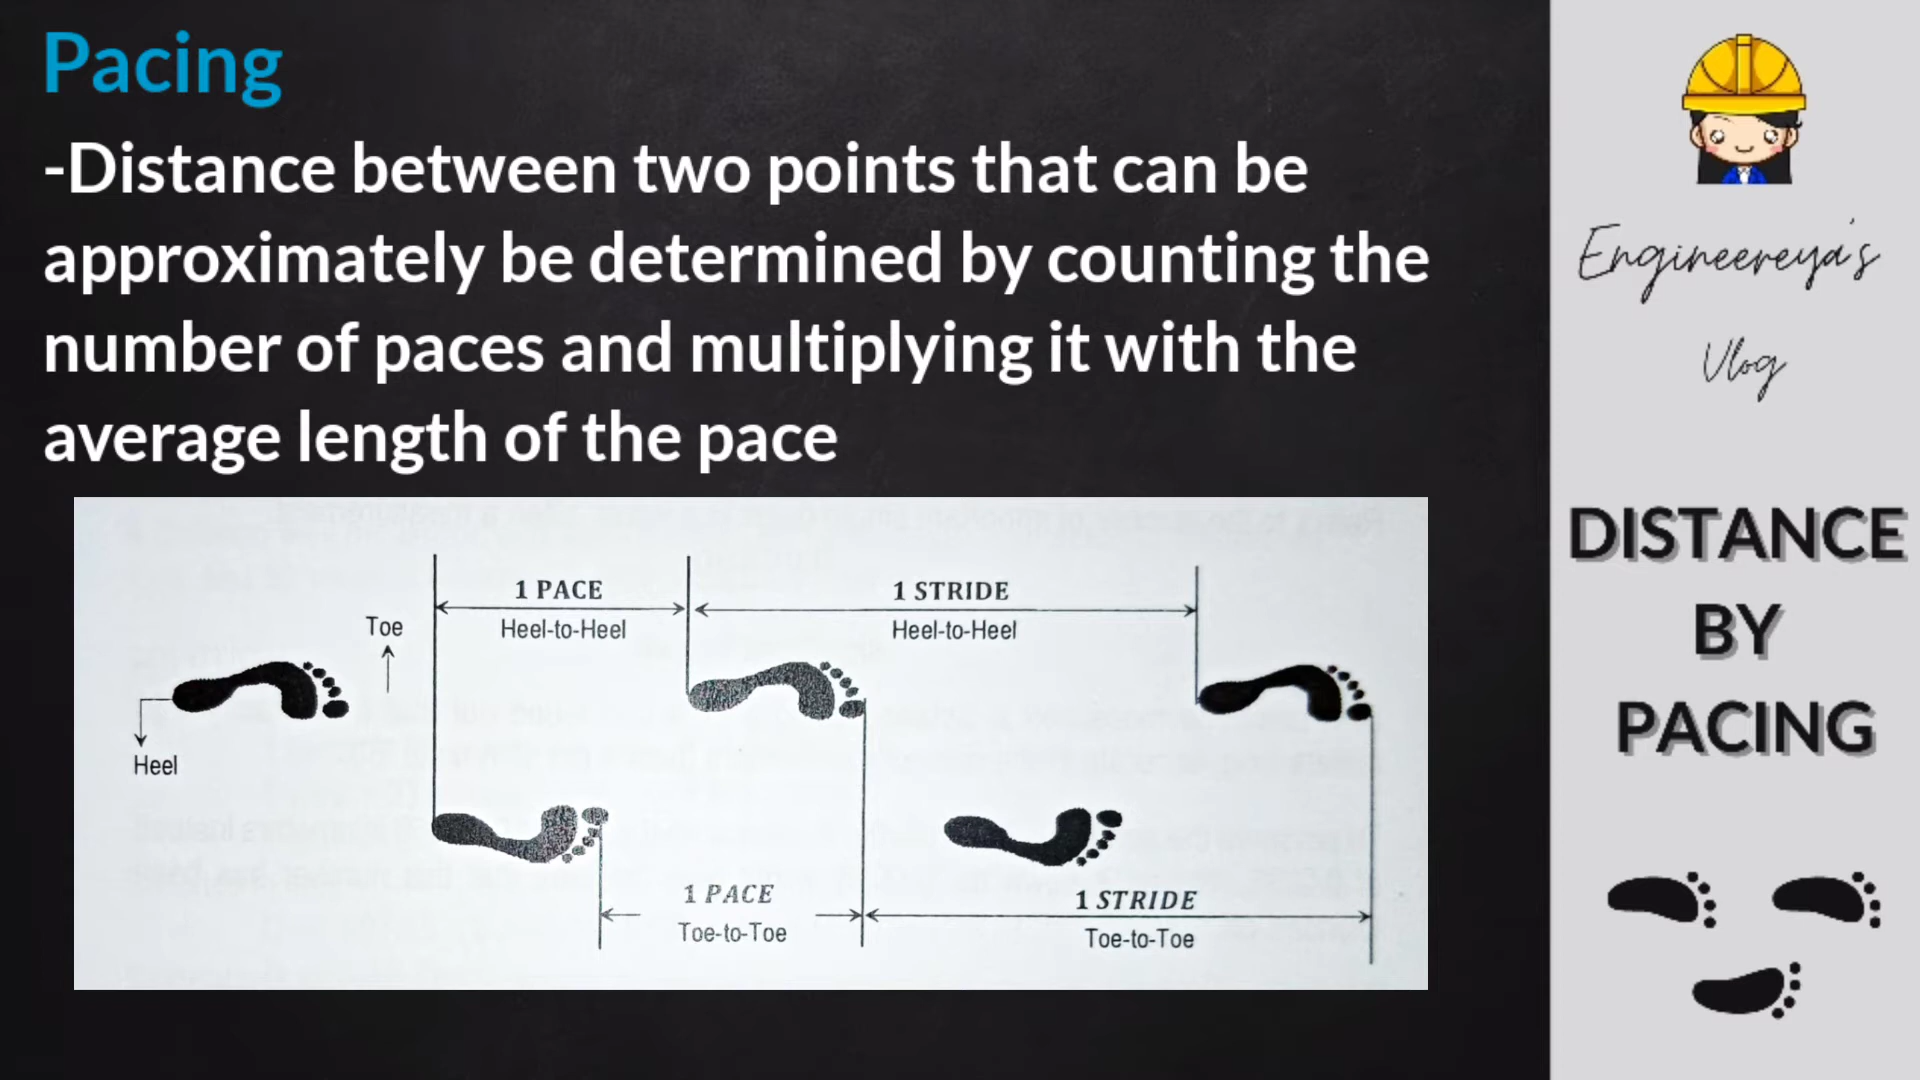 Pacing
-Distance between two points that can be
approximately be determined by counting the
number of paces and multiplying it with the
average length of the pace
1 PACE
Heel-to-Heel
1 STRIDE
Heel-to-Heel
Toe
Heel
1 PACE
Toe-to-Toe
1 STRIDE
Toe-to-Toe
Engineereya's
Vlog
DISTANCE
BY
PACING